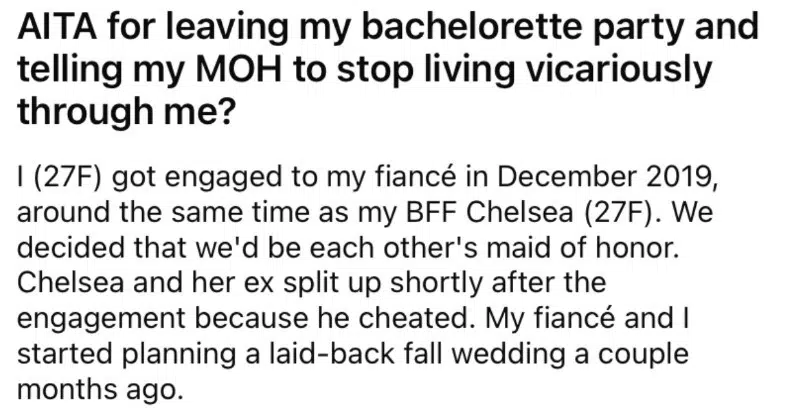 AITA for leaving my bachelorette party and
telling my MOH to stop living vicariously
through me?
I (27F) got engaged to my fiancé in December 2019,
around the same time as my BFF Chelsea (27F). We
decided that we'd be each other's maid of honor.
Chelsea and her ex split up shortly after the
engagement because he cheated. My fiancé and I
started planning a laid-back fall wedding a couple
months ago.